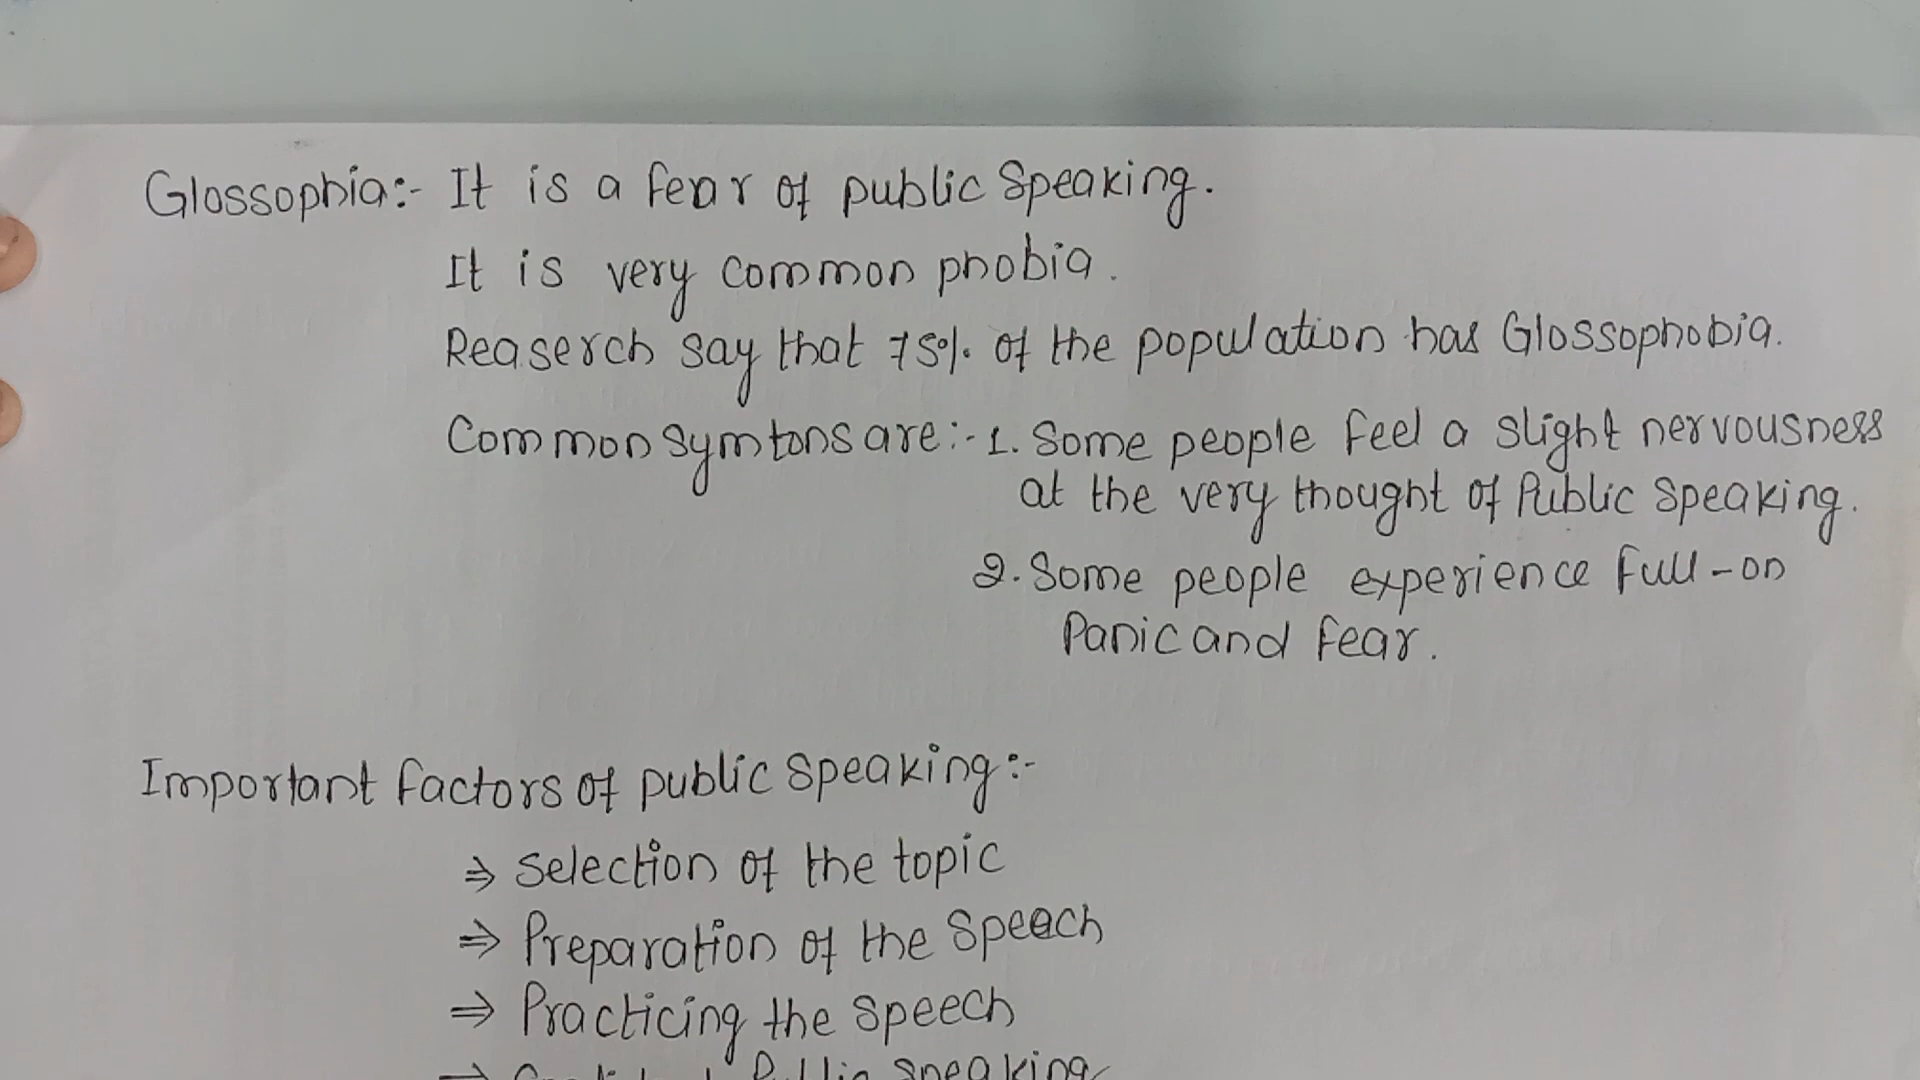 Glossophia:- It is a fear of public speaking.
It is very common phobia.
Reaserch say that 75% of the population has Glossophobia.
Common symtons are:- 1. Some people feel a slight nervousness
at the very thought of Public speaking.
2. Some people experience full-on
Panic and fear.
Important factors of public speaking:-
⇒ selection of the topic
⇒ Preparation of the speech
⇒ Practicing the speech
Public speaking